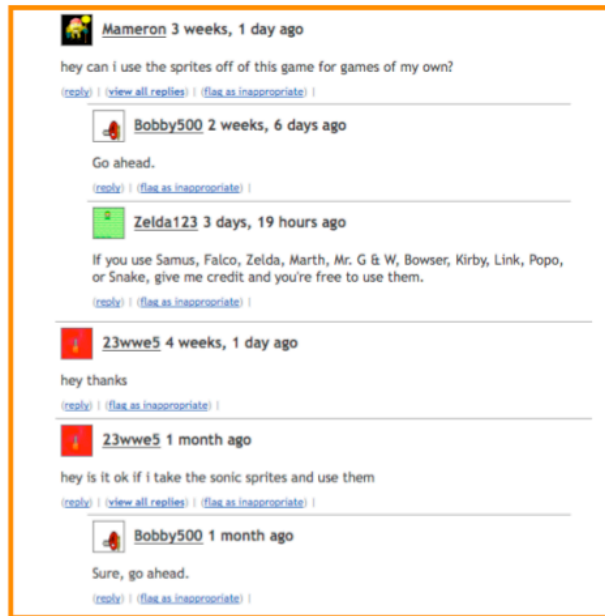 Mameron 3 weeks, 1 day ago
hey can i use the sprites off of this game for games of my own?
(reply) | (view all replies) | (flag as inappropriate) |
Bobby500 2 weeks, 6 days ago
Go ahead.
(reply) | (flag as inappropriate) |
Zelda123 3 days, 19 hours ago
If you use Samus, Falco, Zelda, Marth, Mr. G & W, Bowser, Kirby, Link, Popo,
or Snake, give me credit and you're free to use them.
(reply) | (flag as inappropriate) |
23wwe5 4 weeks, 1 day ago
hey thanks
(reply) | (flag as inappropriate) |
23wwe5 1 month ago
hey is it ok if i take the sonic sprites and use them
(reply) | (view all replies) | (flag as inappropriate) |
Bobby500 1 month ago
Sure, go ahead.
(reply) | (flag as inappropriate) |